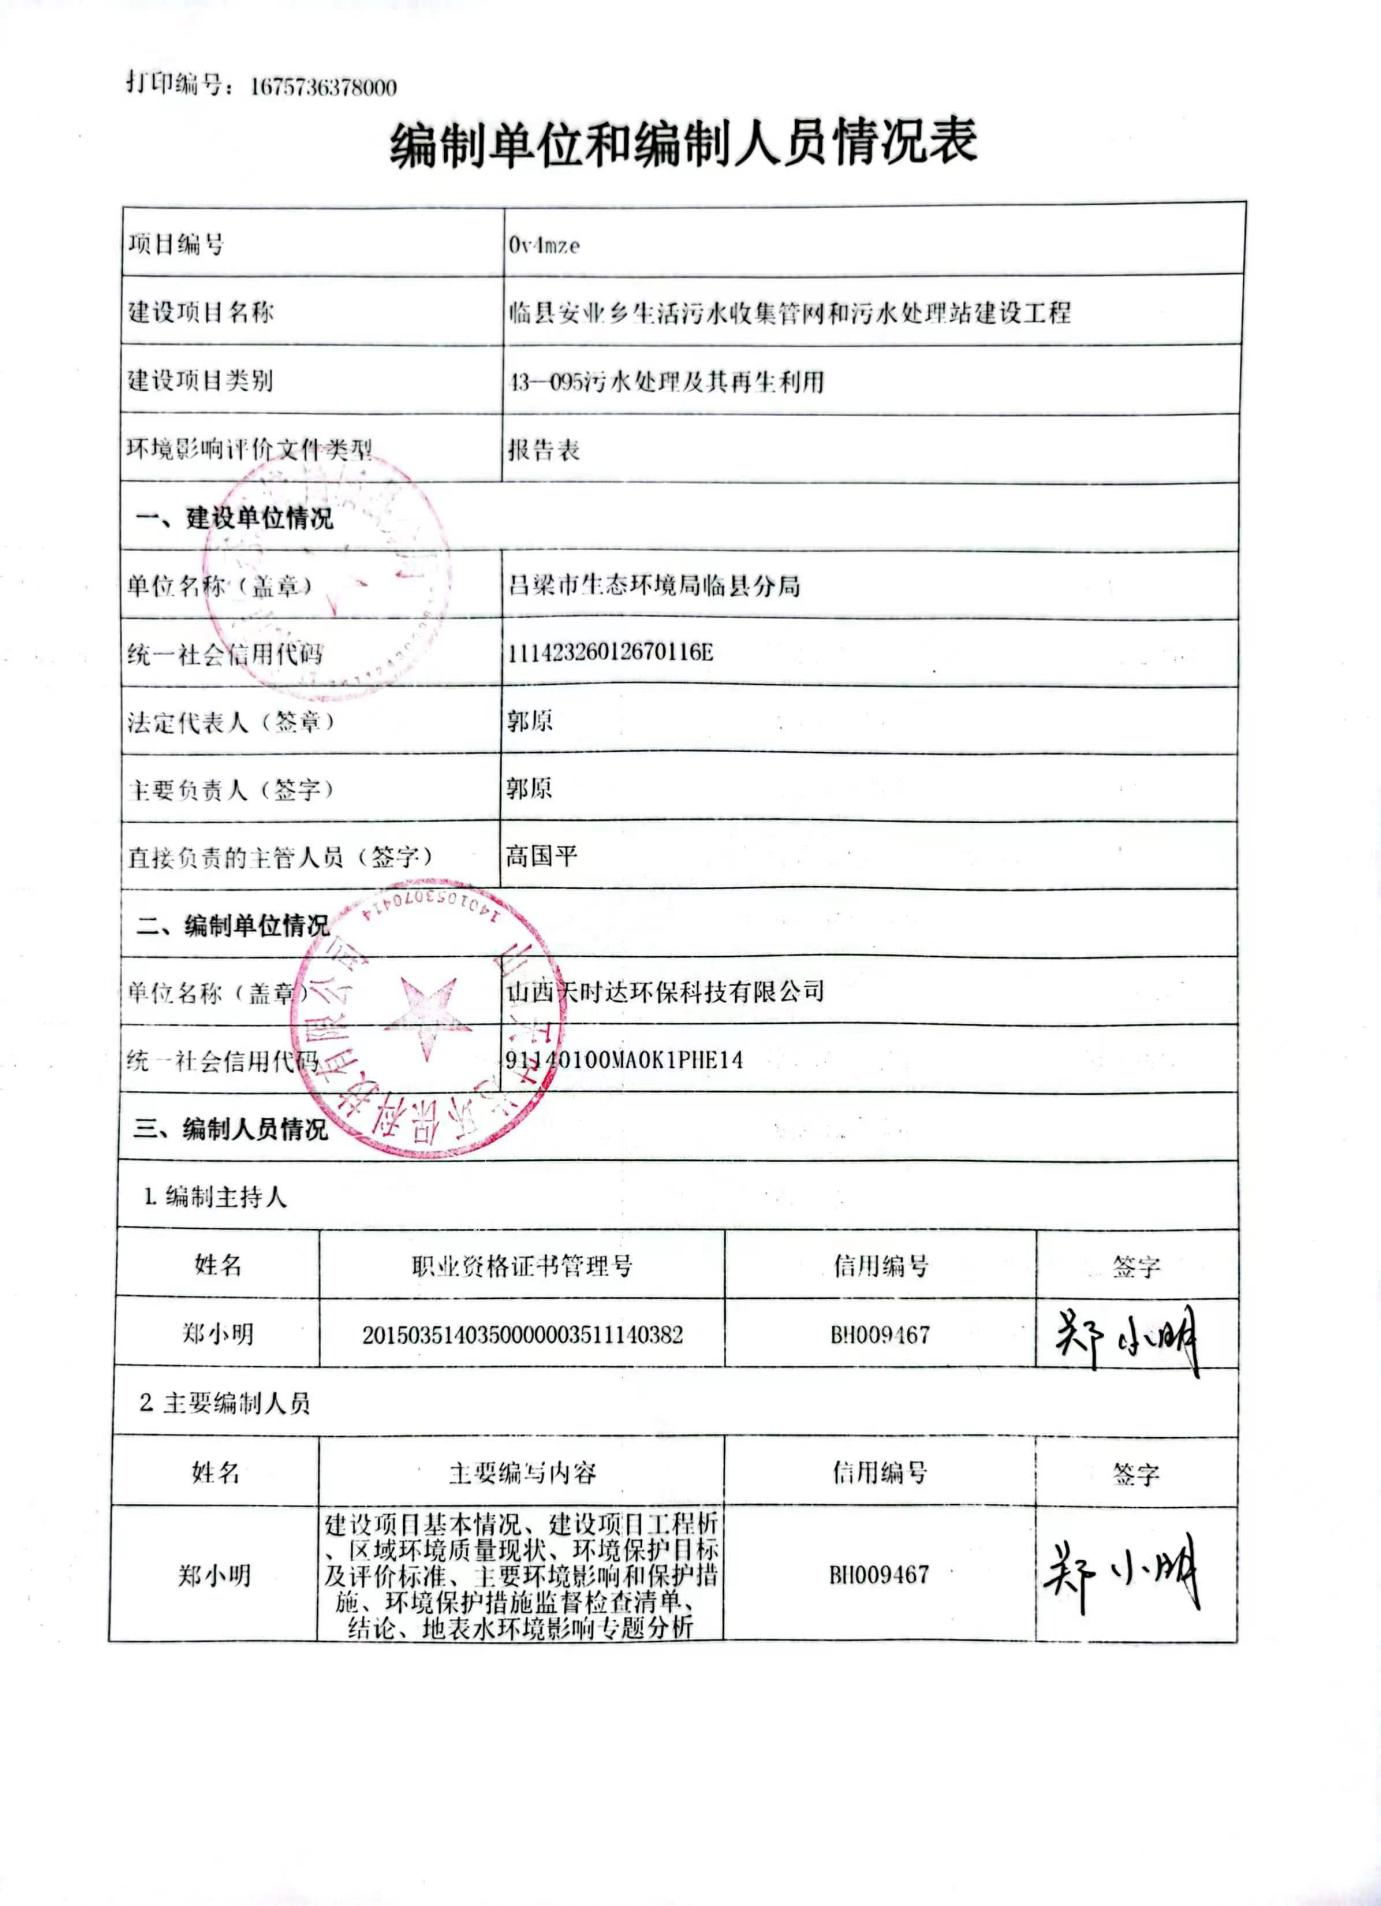 打印编号：1675736378000
编制单位和编制人员情况表
项目编号 0v4mze
建设项目名称 临县安业乡生活污水收集管网和污水处理站建设工程
建设项目类别 43—095污水处理及其再生利用
环境影响评价文件类型 报告表
一、建设单位情况
单位名称（盖章） 吕梁市生态环境局临县分局
统一社会信用代码 11142326012670116E
法定代表人（签章） 郭原
主要负责人（签字） 郭原
直接负责的主管人员（签字） 高国平
二、编制单位情况
1401053070414
山西天时达环保科技有限公司
单位名称（盖章） 山西天时达环保科技有限公司
统一社会信用代码 91140100MA0K1PHE14
三、编制人员情况
1.编制主持人
姓名 职业资格证书管理号 信用编号 签字
郑小明 2015035140350000003511140382 BH009467 郑小明
2.主要编制人员
姓名 主要编写内容 信用编号 签字
建设项目基本情况、建设项目工程析
、区域环境质量现状、环境保护目标
郑小明 及评价标准、主要环境影响和保护措 BH009467 郑小明
施、环境保护措施监督检查清单、
结论、地表水环境影响专题分析